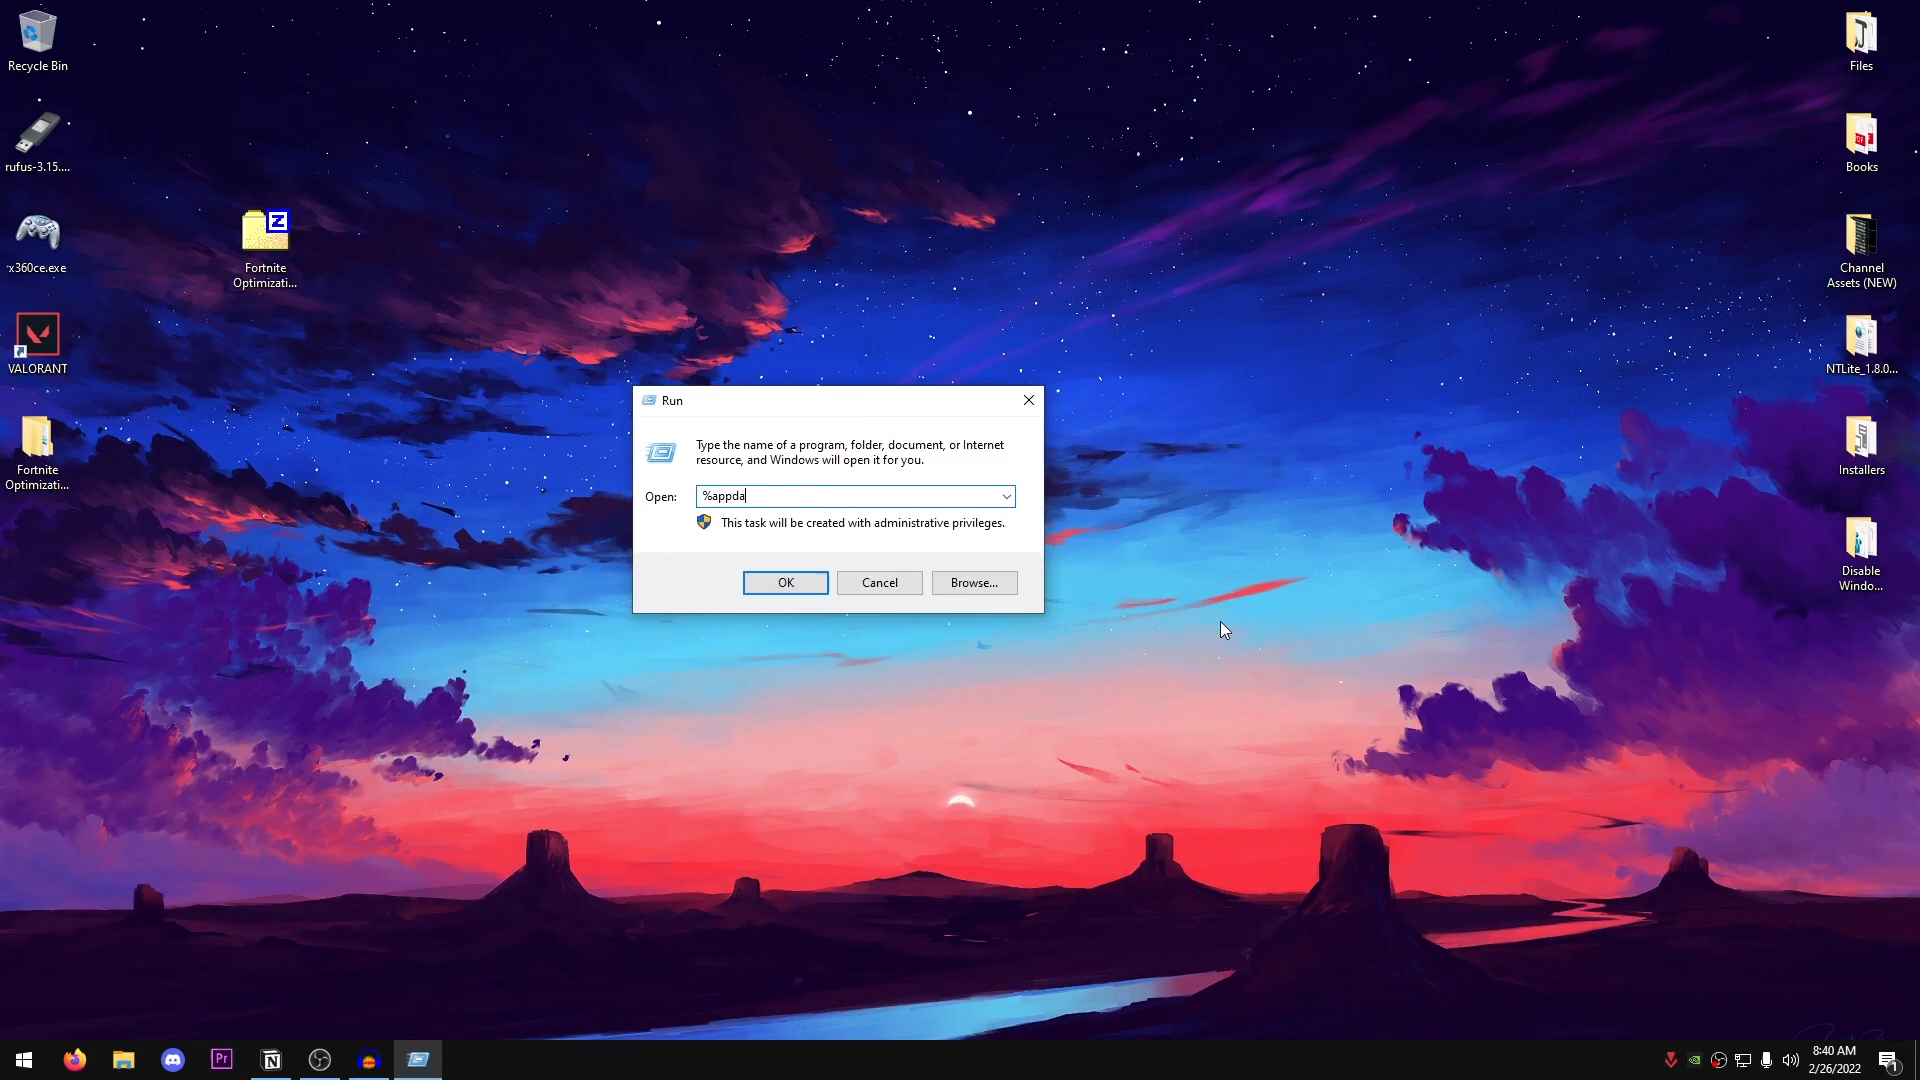 Recycle Bin
rufus-3.15....
x360ce.exe
VALORANT
Fortnite
Optimizati...
Z
Fortnite
Optimizati...
Run
Type the name of a program, folder, document, or Internet
resource, and Windows will open it for you.
Open: %appda
This task will be created with administrative privileges.
OK Cancel Browse...
Files
PDF
Books
Channel
Assets (NEW)
NTLite_1.8.0...
Installers
Disable
Windo...
Pr
N
8:40 AM
2/26/2022
1